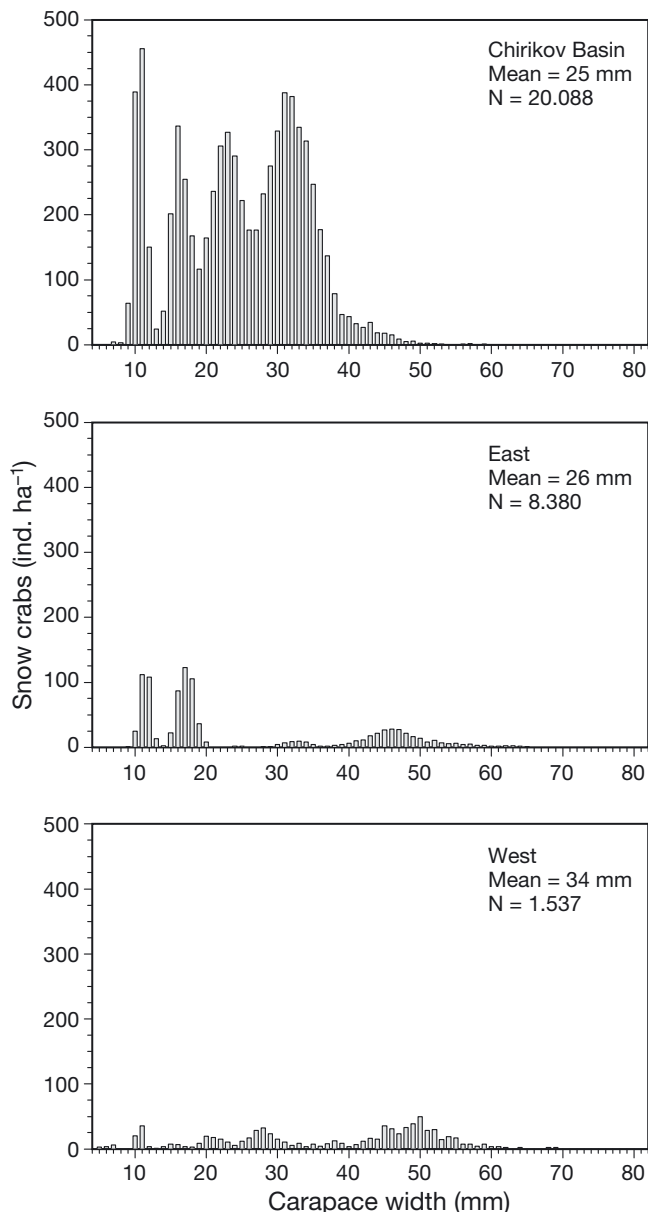 500
400
300
200
100
0
Chirikov Basin
Mean = 25 mm
N = 20.088
10 20 30 40 50 60 70 80
500
400
300
200
100
0
East
Mean = 26 mm
N = 8.380
10 20 30 40 50 60 70 80
Snow crabs (ind. ha⁻¹)
500
400
300
200
100
0
West
Mean = 34 mm
N = 1.537
10 20 30 40 50 60 70 80
Carapace width (mm)